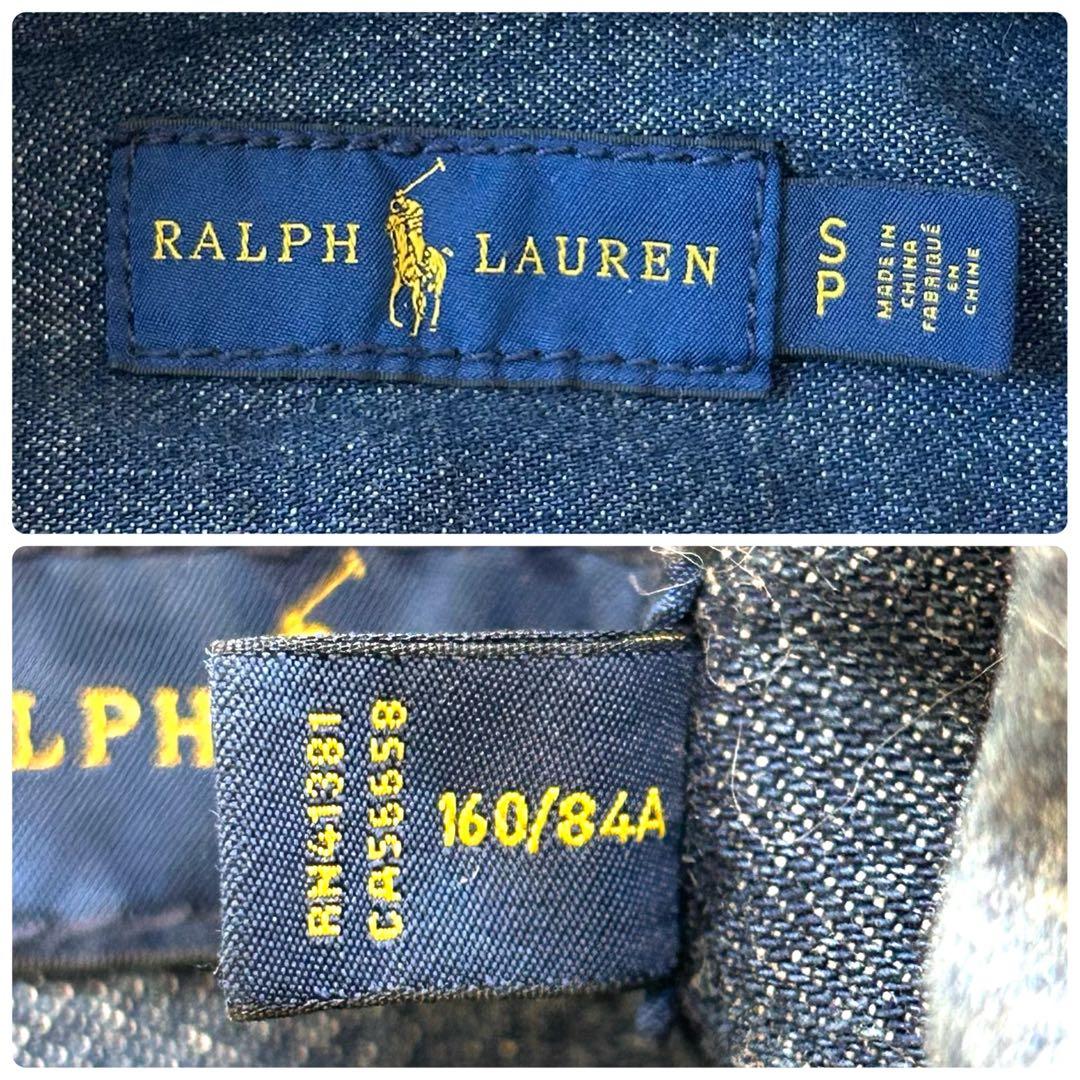 RALPH LAUREN
S
P
MADE IN
CHINA
FABRIQUÉ
EN
CHINE
LPH
RN41381
CA56658
160/84A